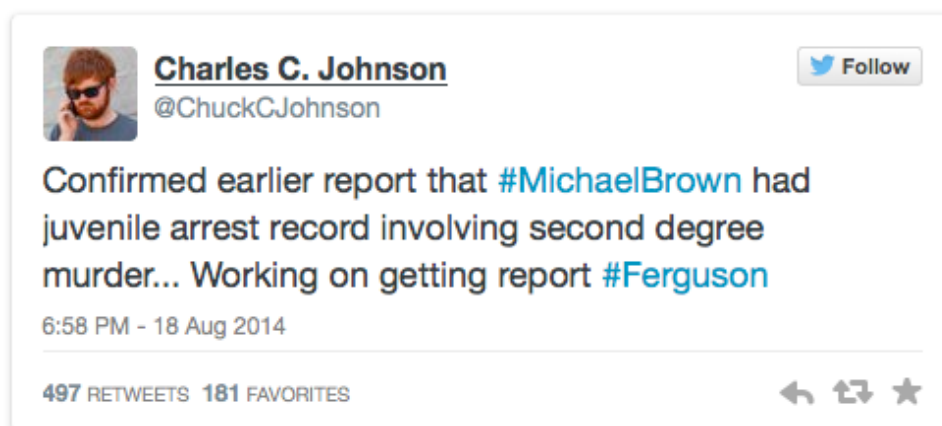 Charles C. Johnson
Follow
@ChuckCJohnson
Confirmed earlier report that #MichaelBrown had
juvenile arrest record involving second degree
murder... Working on getting report #Ferguson
6:58 PM - 18 Aug 2014
497 RETWEETS 181 FAVORITES